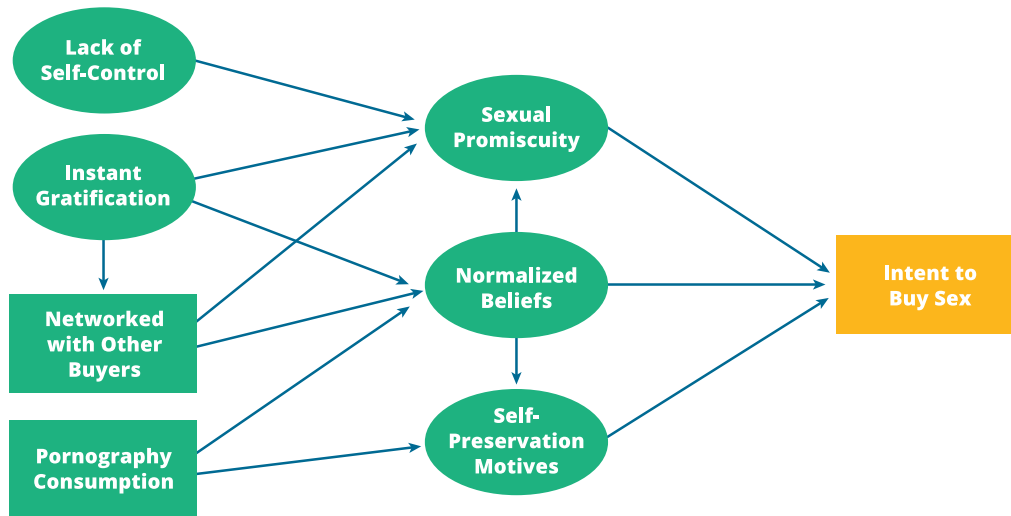 Lack of
Self-Control
Instant
Gratification
Networked
with Other
Buyers
Pornography
Consumption
Sexual
Promiscuity
Normalized
Beliefs
Self-
Preservation
Motives
Intent to
Buy Sex